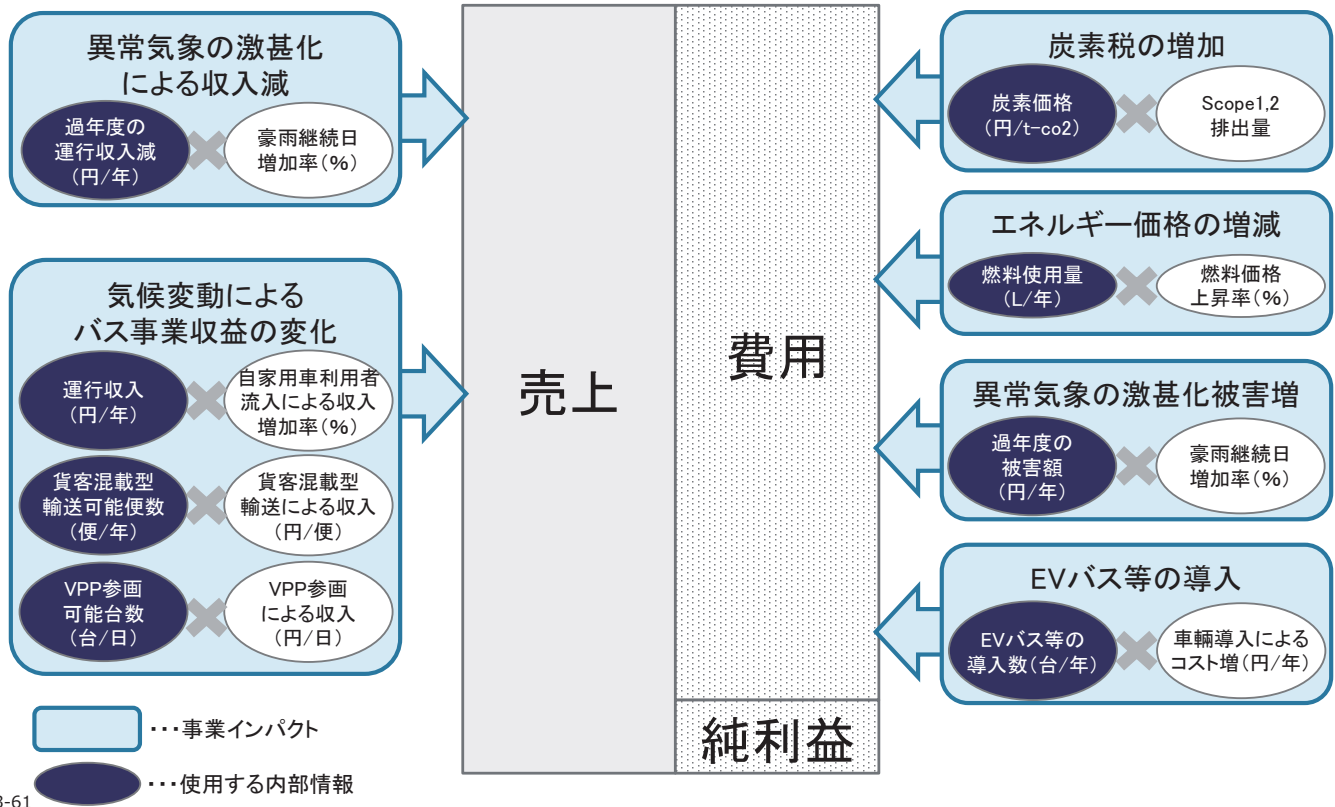 異常気象の激甚化
による収入減
過年度の
運行収入減
(円/年)
豪雨継続日
増加率(%)
気候変動による
バス事業収益の変化
運行収入
(円/年)
自家用車利用者
流入による収入
増加率(%)
貨客混載型
輸送可能便数
(便/年)
貨客混載型
輸送による収入
(円/便)
VPP参画
可能台数
(台/日)
VPP参画
による収入
(円/日)
売上
費用
純利益
炭素税の増加
炭素価格
(円/t-co2)
Scope1,2
排出量
エネルギー価格の増減
燃料使用量
(L/年)
燃料価格
上昇率(%)
異常気象の激甚化被害増
過年度の
被害額
(円/年)
豪雨継続日
増加率(%)
EVバス等の導入
EVバス等の
導入数(台/年)
車輌導入による
コスト増(円/年)
・・・事業インパクト
・・・使用する内部情報
3-61